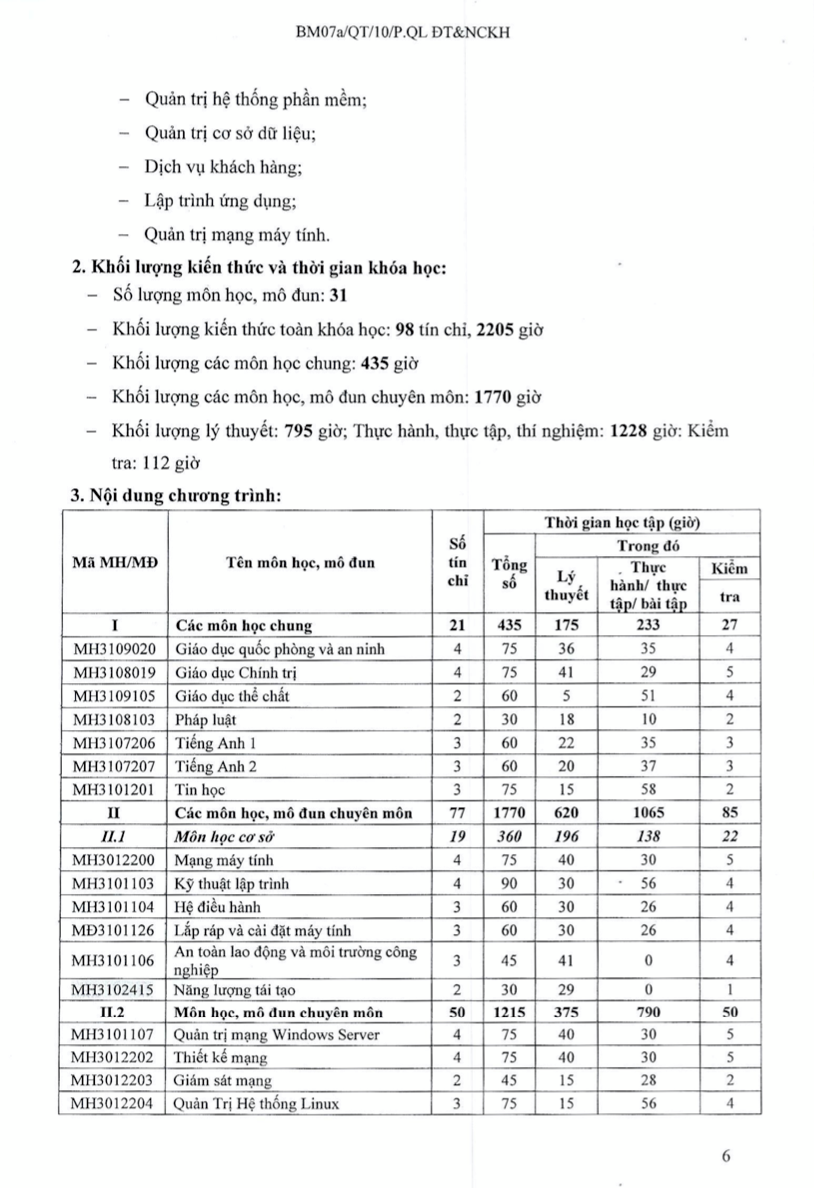 BM07a/QT/10/P.QL ĐT&NCKH
– Quản trị hệ thống phần mềm;
– Quản trị cơ sở dữ liệu;
– Dịch vụ khách hàng;
– Lập trình ứng dụng;
– Quản trị mạng máy tính.
2. Khối lượng kiến thức và thời gian khóa học:
– Số lượng môn học, mô đun: 31
– Khối lượng kiến thức toàn khóa học: 98 tín chỉ, 2205 giờ
– Khối lượng các môn học chung: 435 giờ
– Khối lượng các môn học, mô đun chuyên môn: 1770 giờ
– Khối lượng lý thuyết: 795 giờ; Thực hành, thực tập, thí nghiệm: 1228 giờ: Kiểm
tra: 112 giờ
3. Nội dung chương trình:
Mã MH/MĐ Tên môn học, mô đun Số tín chỉ Thời gian học tập (giờ)
Tổng số Trong đó
Lý thuyết Thực hành/ thực tập/ bài tập Kiểm tra
I Các môn học chung 21 435 175 233 27
MH3109020 Giáo dục quốc phòng và an ninh 4 75 36 35 4
MH3108019 Giáo dục Chính trị 4 75 41 29 5
MH3109105 Giáo dục thể chất 2 60 5 51 4
MH3108103 Pháp luật 2 30 18 10 2
MH3107206 Tiếng Anh 1 3 60 22 35 3
MH3107207 Tiếng Anh 2 3 60 20 37 3
MH3101201 Tin học 3 75 15 58 2
II Các môn học, mô đun chuyên môn 77 1770 620 1065 85
II.1 Môn học cơ sở 19 360 196 138 22
MH3012200 Mạng máy tính 4 75 40 30 5
MH3101103 Kỹ thuật lập trình 4 90 30 56 4
MH3101104 Hệ điều hành 3 60 30 26 4
MĐ3101126 Lắp ráp và cài đặt máy tính 3 60 30 26 4
MH3101106 An toàn lao động và môi trường công nghiệp 3 45 41 0 4
MH3102415 Năng lượng tái tạo 2 30 29 0 1
II.2 Môn học, mô đun chuyên môn 50 1215 375 790 50
MH3101107 Quản trị mạng Windows Server 4 75 40 30 5
MH3012202 Thiết kế mạng 4 75 40 30 5
MH3012203 Giám sát mạng 2 45 15 28 2
MH3012204 Quản Trị Hệ thống Linux 3 75 15 56 4
6